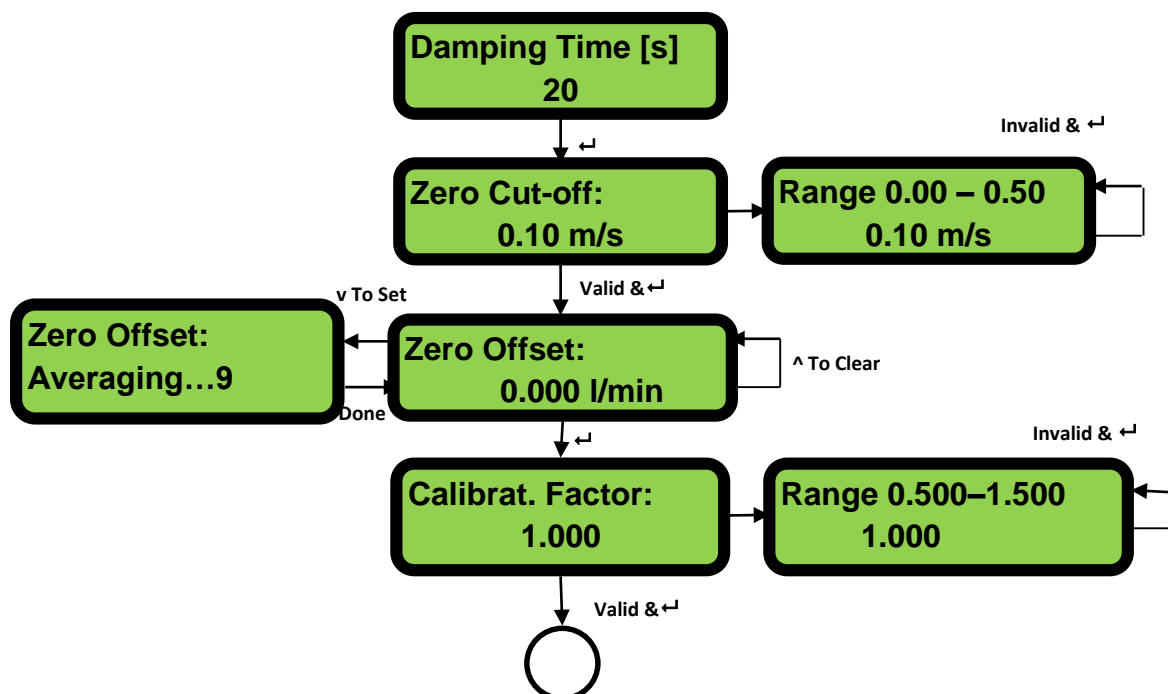 Damping Time [s]
20
↵
Invalid & ↵
Zero Cut-off:
0.10 m/s
Range 0.00 – 0.50
0.10 m/s
Valid & ↵
v To Set
Zero Offset:
Averaging...9
Done
Zero Offset:
0.000 l/min
^ To Clear
↵
Invalid & ↵
Calibrat. Factor:
1.000
Range 0.500–1.500
1.000
Valid & ↵